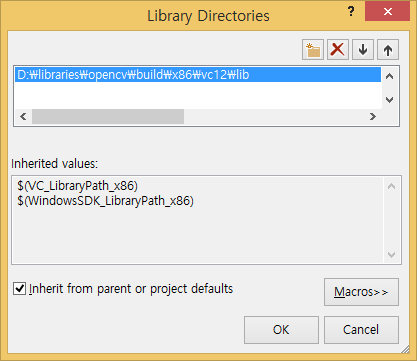 Library Directories
?
D:₩libraries₩opencv₩build₩x86₩vc12₩lib
Inherited values:
$(VC_LibraryPath_x86)
$(WindowsSDK_LibraryPath_x86)
Inherit from parent or project defaults
Macros>>
OK
Cancel